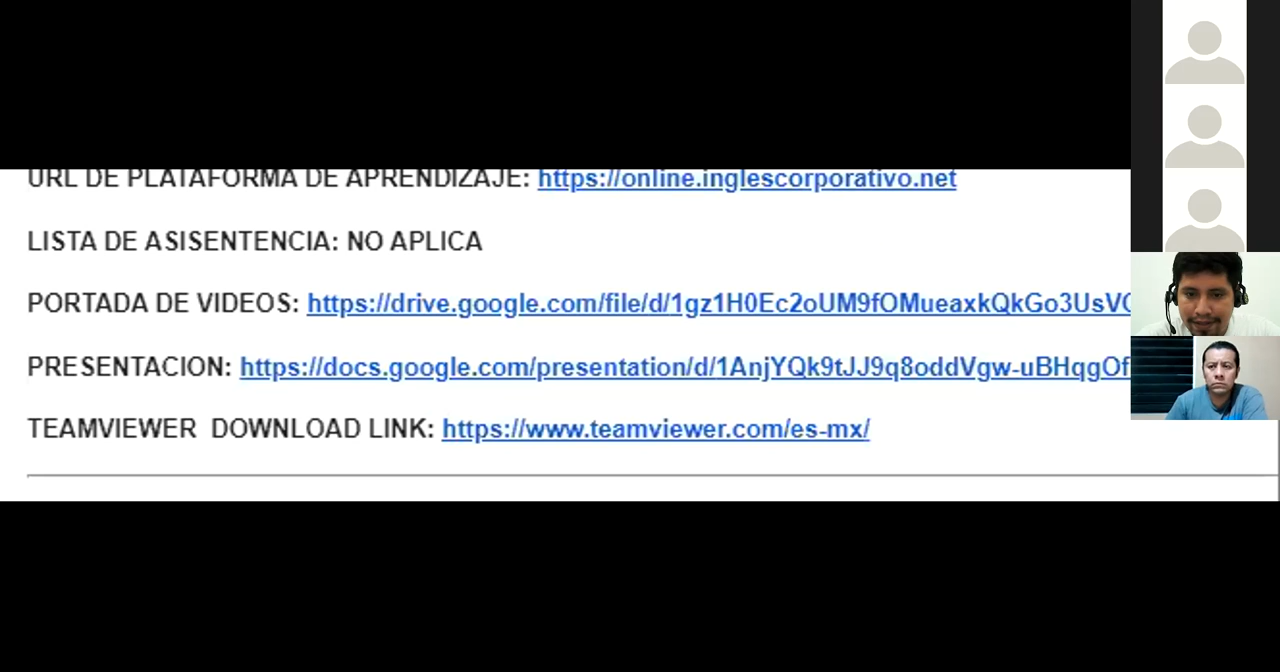 URL DE PLATAFORMA DE APRENDIZAJE: https://online.inglescorporativo.net
LISTA DE ASISENTENCIA: NO APLICA
PORTADA DE VIDEOS: https://drive.google.com/file/d/1gz1H0Ec2oUM9fOMueaxkQkGo3UsV
PRESENTACION: https://docs.google.com/presentation/d/1AnjYQk9tJJ9q8oddVgw-uBHqgOf
TEAMVIEWER DOWNLOAD LINK: https://www.teamviewer.com/es-mx/